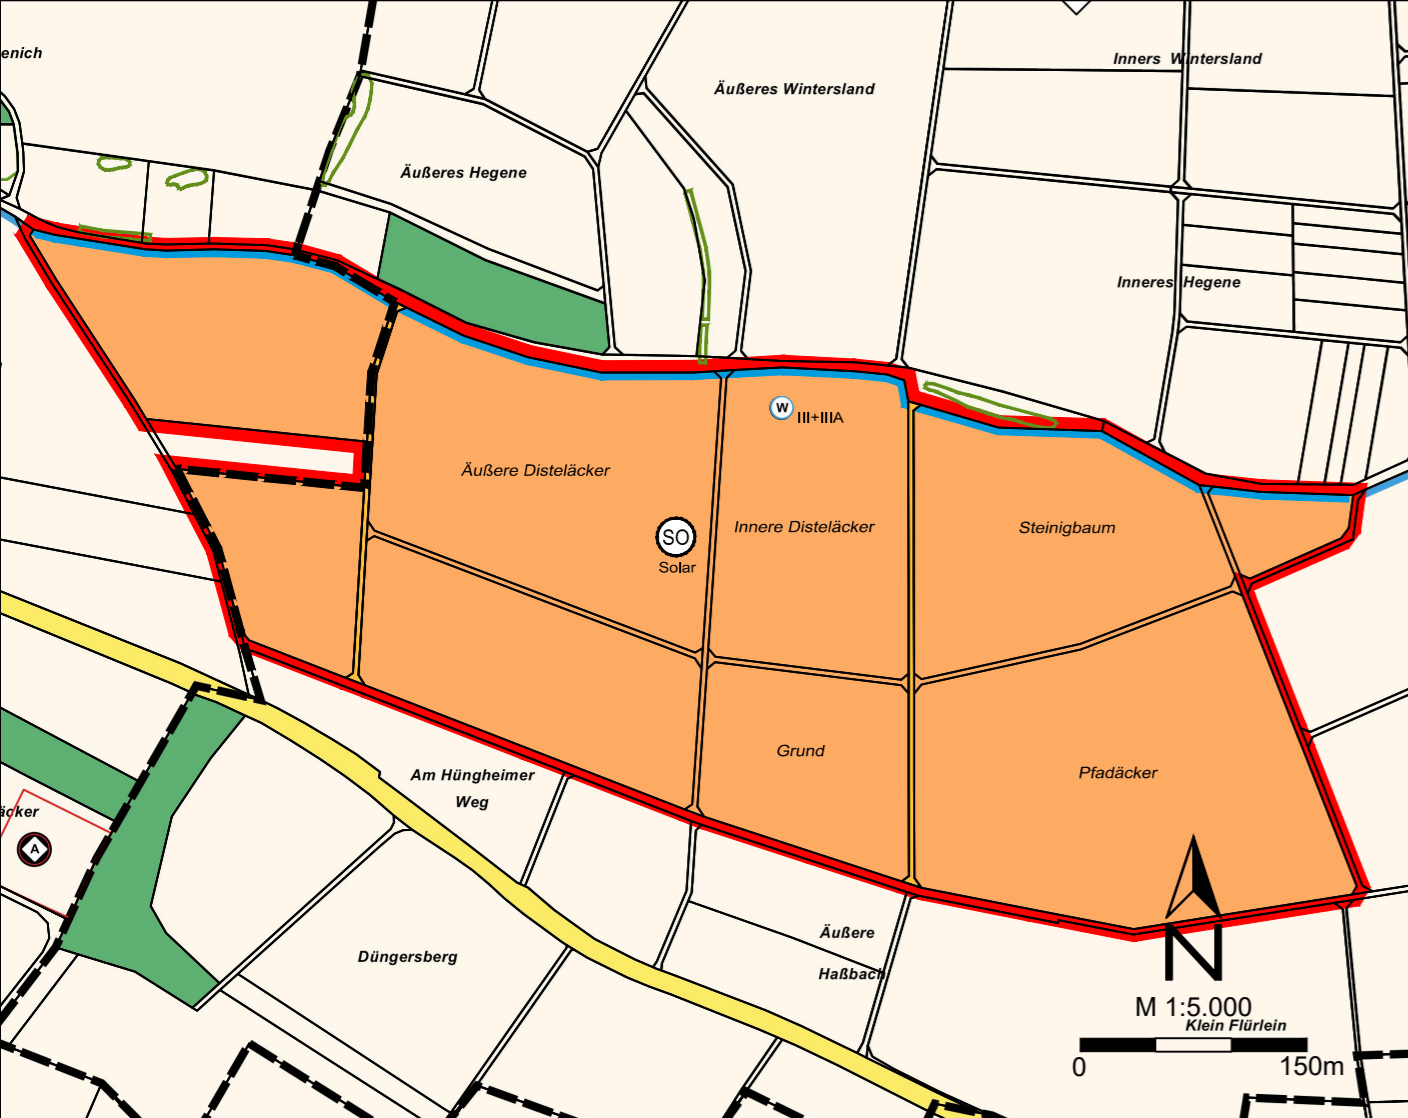 enich
Inners Wintersland
Äußeres Wintersland
Äußeres Hegene
Inneres Hegene
W
III+IIIA
Äußere Disteläcker
Innere Disteläcker
Steinigbaum
SO
Solar
Grund
Pfadäcker
Am Hüngheimer
Weg
äcker
A
Äußere
Haßbach
Düngersberg
N
M 1:5.000
Klein Flürlein
0
150m